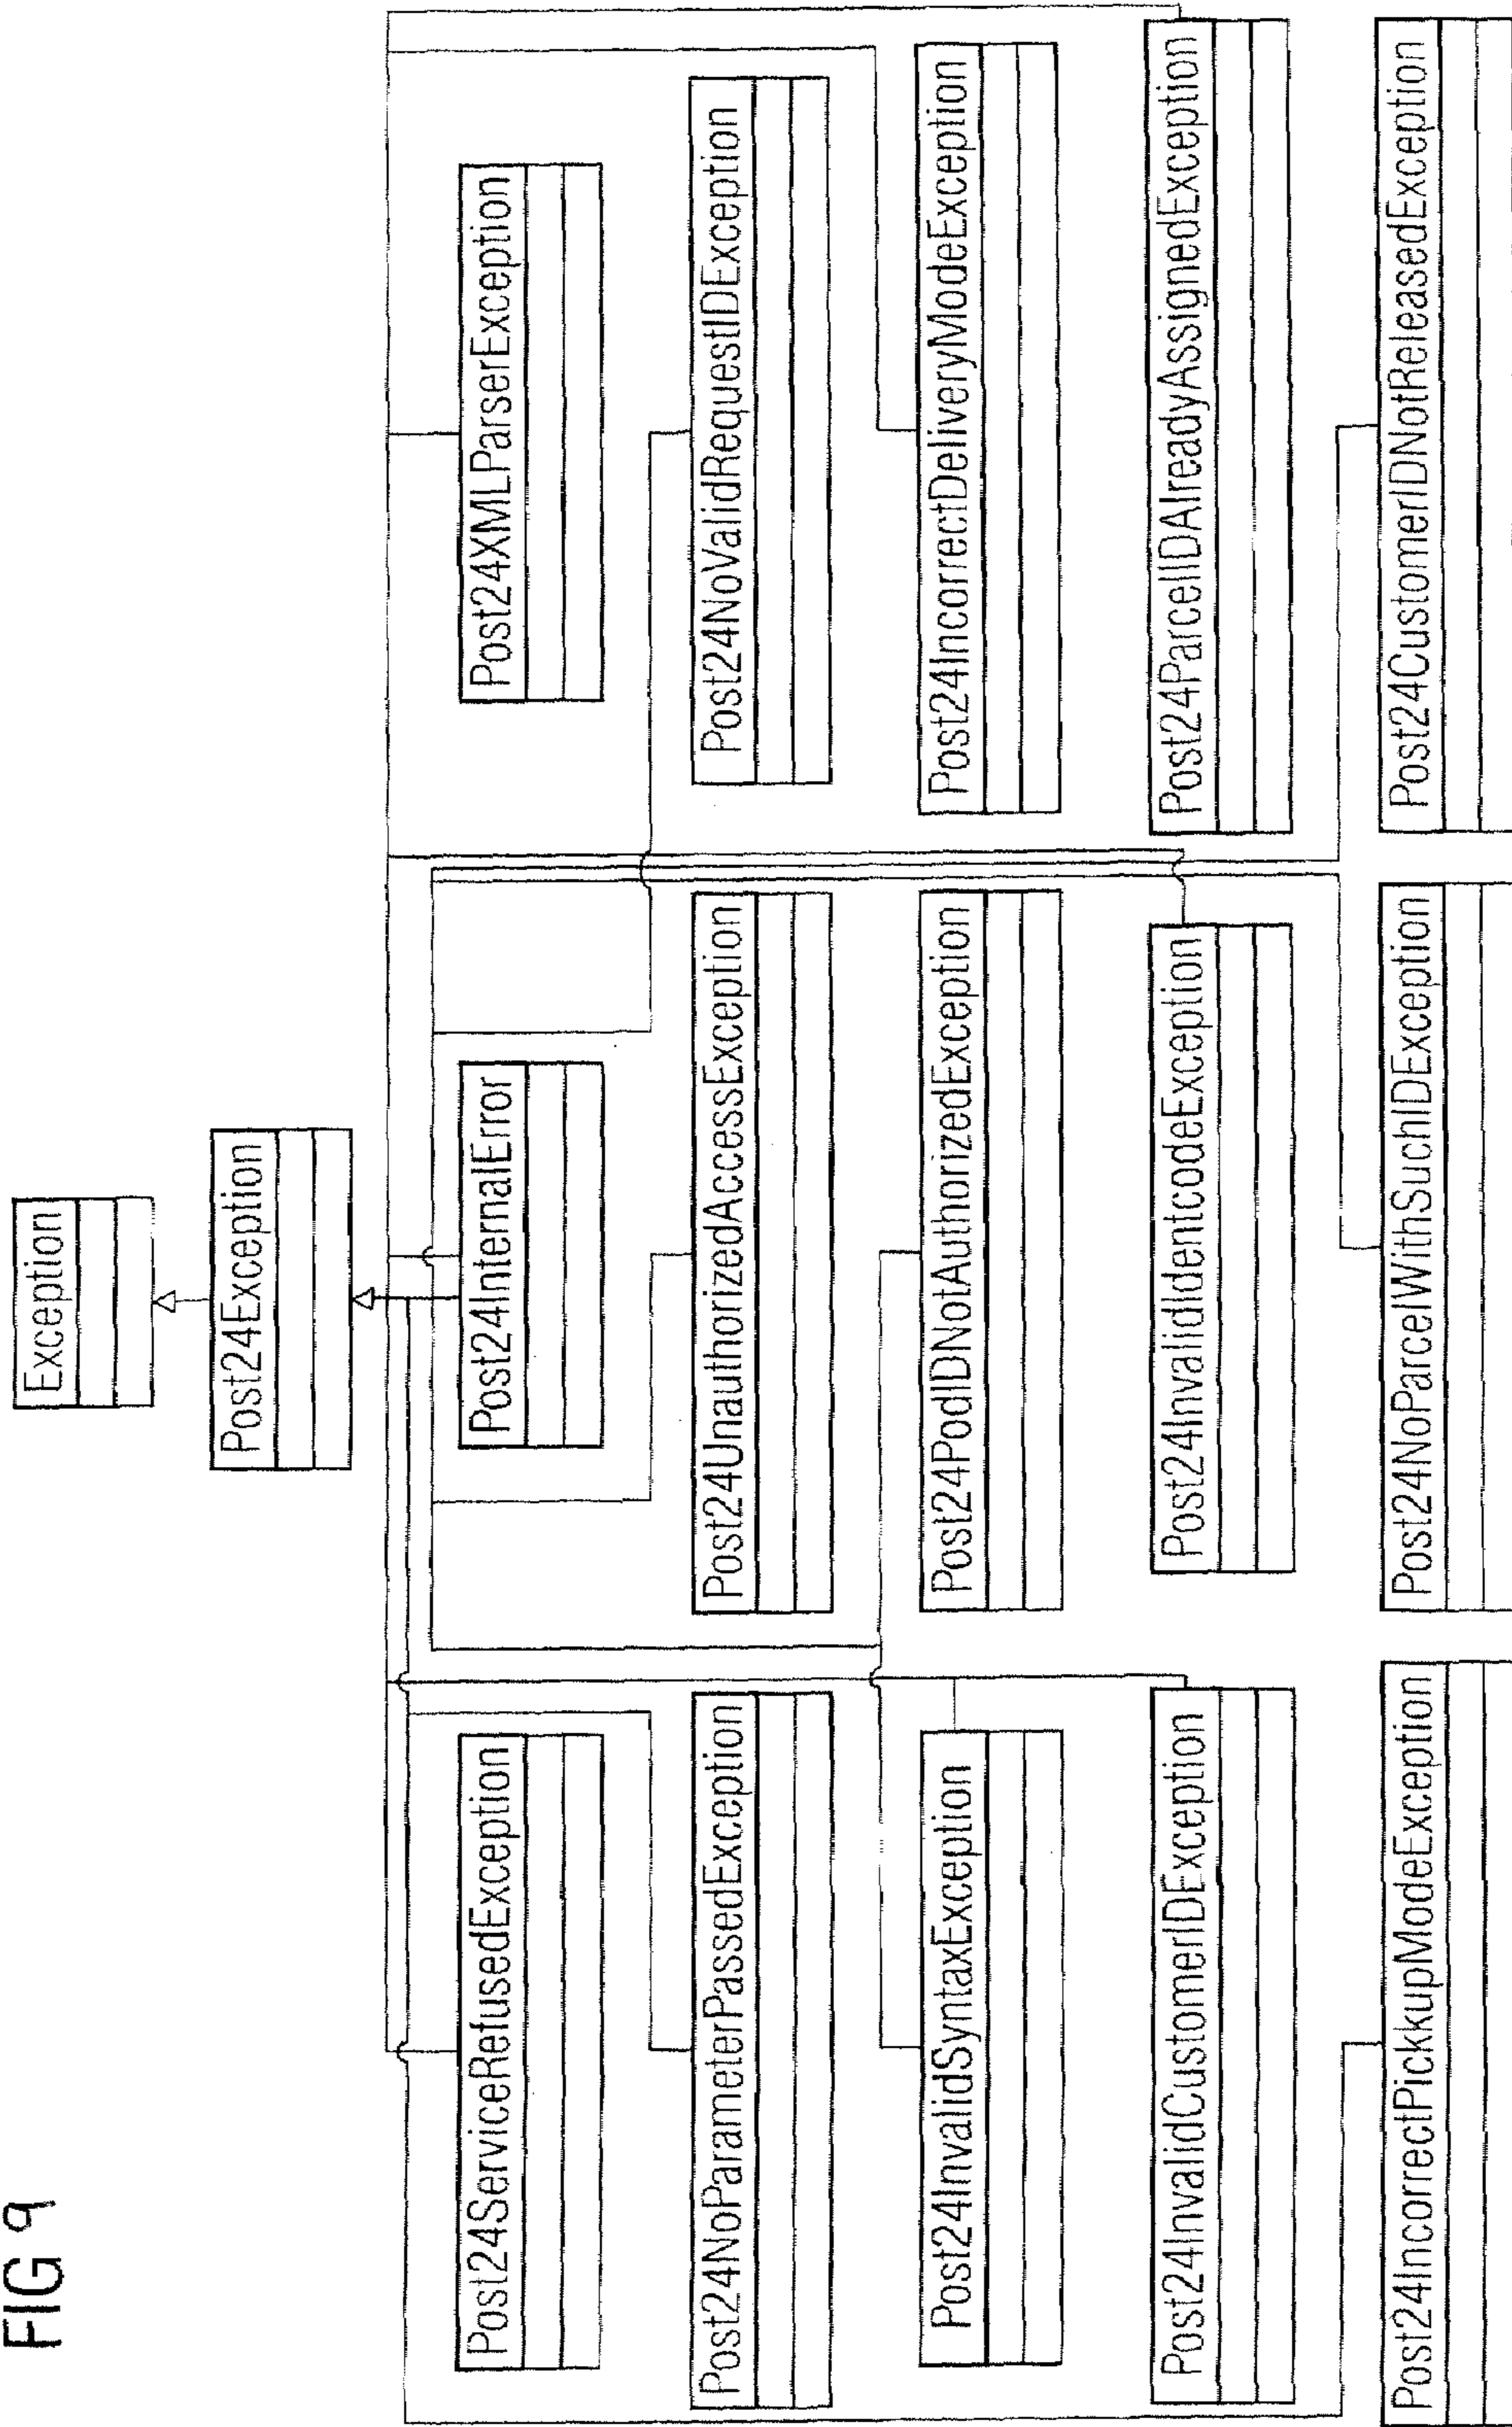 FIG 9
Exception
Post24Exception
Post24ServiceRefusedException
Post24InternalError
Post24XMLParserException
Post24NoParameterPassedException
Post24UnauthorizedAccessException
Post24NoValidRequestIDException
Post24InvalidSyntaxException
Post24PodIDNotAuthorizedException
Post24IncorrectDeliveryModeException
Post24InvalidCustomerIDException
Post24InvalidIdentcodeException
Post24ParcelIDAlreadyAssignedException
Post24IncorrectPickkupModeException
Post24NoParcelWithSuchIDException
Post24CustomerIDNotReleasedException